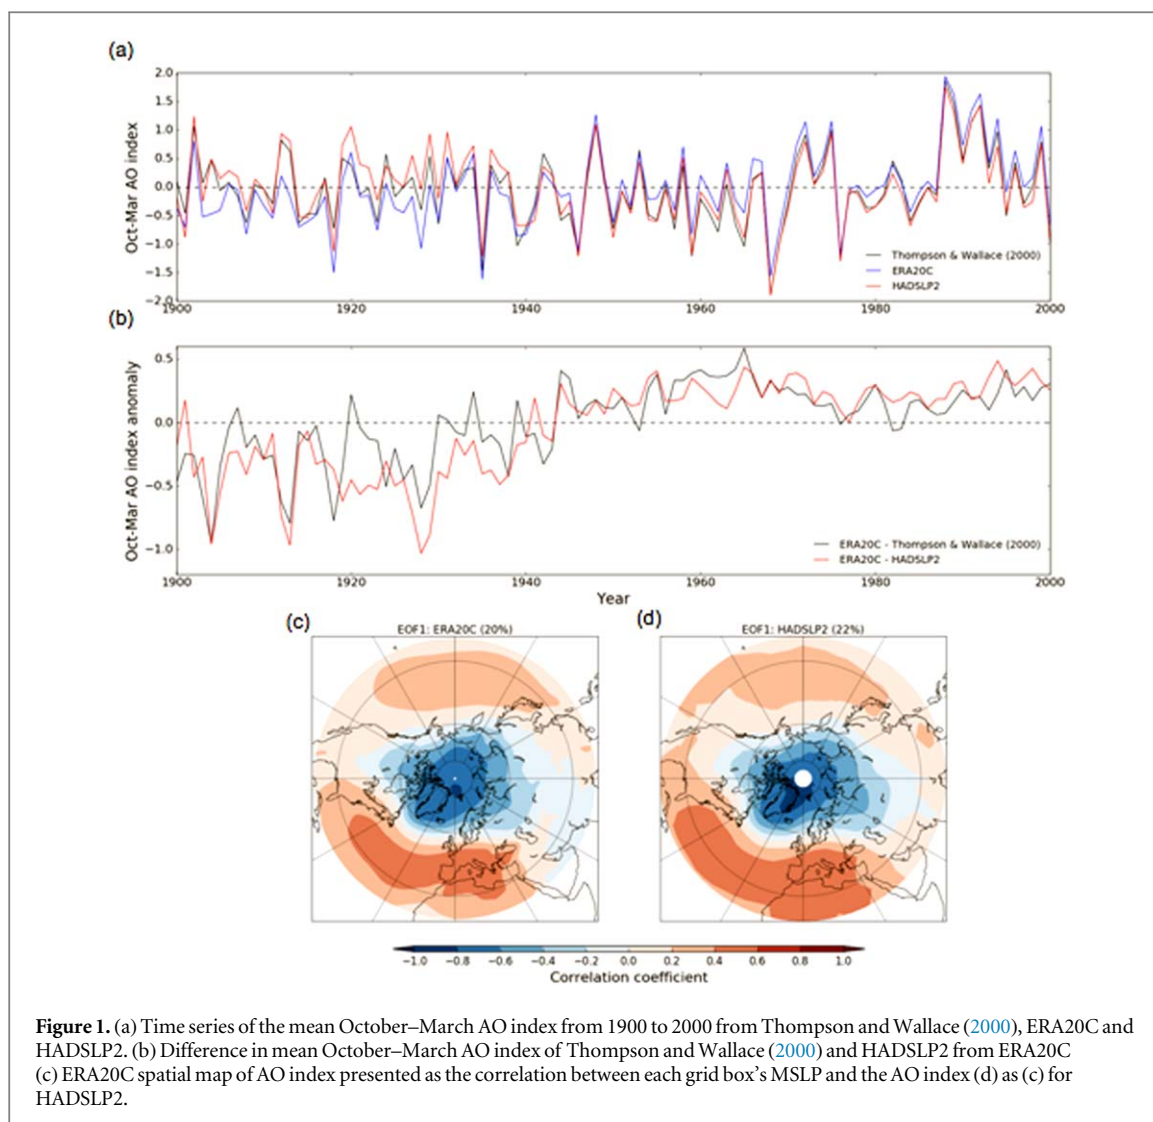 (a)
Oct-Mar AO index
2.0
1.5
1.0
0.5
0.0
−0.5
−1.0
−1.5
−2.0
Thompson & Wallace (2000)
ERA20C
HADSLP2
1900 1920 1940 1960 1980 2000
(b)
Oct-Mar AO index anomaly
0.5
0.0
−0.5
−1.0
ERA20C - Thompson & Wallace (2000)
ERA20C - HADSLP2
1900 1920 1940 1960 1980 2000
Year
(c) (d)
EOF1: ERA20C (20%) EOF1: HADSLP2 (22%)
−1.0 −0.8 −0.6 −0.4 −0.2 0.0 0.2 0.4 0.6 0.8 1.0
Correlation coefficient
Figure 1. (a) Time series of the mean October–March AO index from 1900 to 2000 from Thompson and Wallace (2000), ERA20C and
HADSLP2. (b) Difference in mean October–March AO index of Thompson and Wallace (2000) and HADSLP2 from ERA20C
(c) ERA20C spatial map of AO index presented as the correlation between each grid box's MSLP and the AO index (d) as (c) for
HADSLP2.